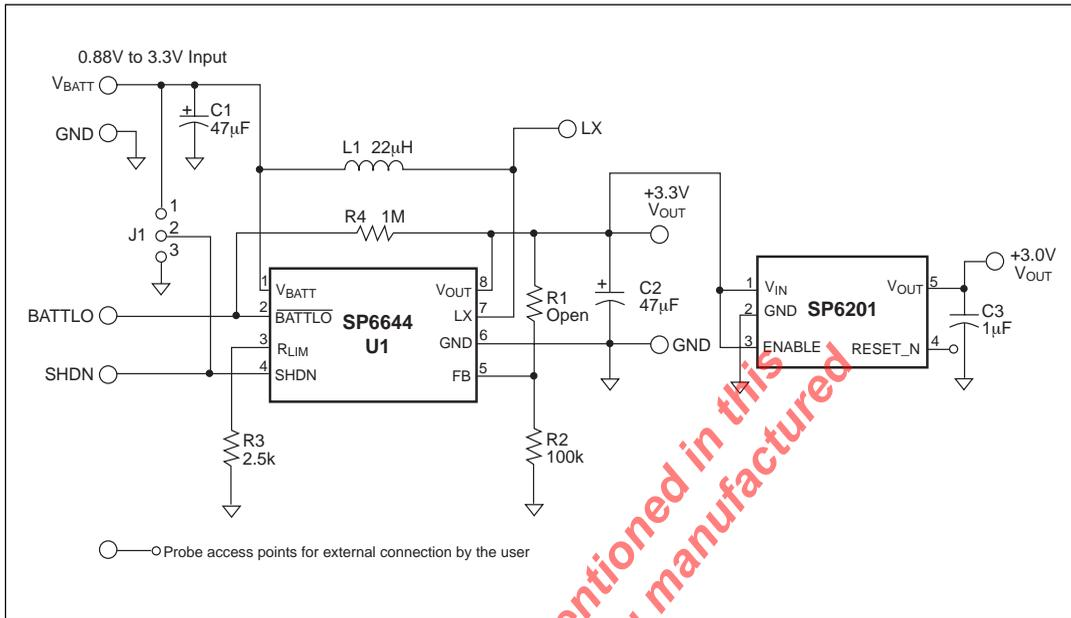 0.88V to 3.3V Input
VBATT
C1
47µF
GND
LX
L1 22µH
+3.3V
VOUT
R4 1M
J1
1
2
3
+3.0V
VOUT
1
VBATT
2
BATTLO
3
RLIM
4
SHDN
SP6644
U1
VOUT
8
LX
7
GND
6
FB
5
R1
Open
C2
47µF
GND
BATTLO
SHDN
R3
2.5k
R2
100k
1
VIN
2
GND
3
ENABLE
SP6201
VOUT
5
RESET_N
4
C3
1µF
Probe access points for external connection by the user
mentioned in this
manufactured